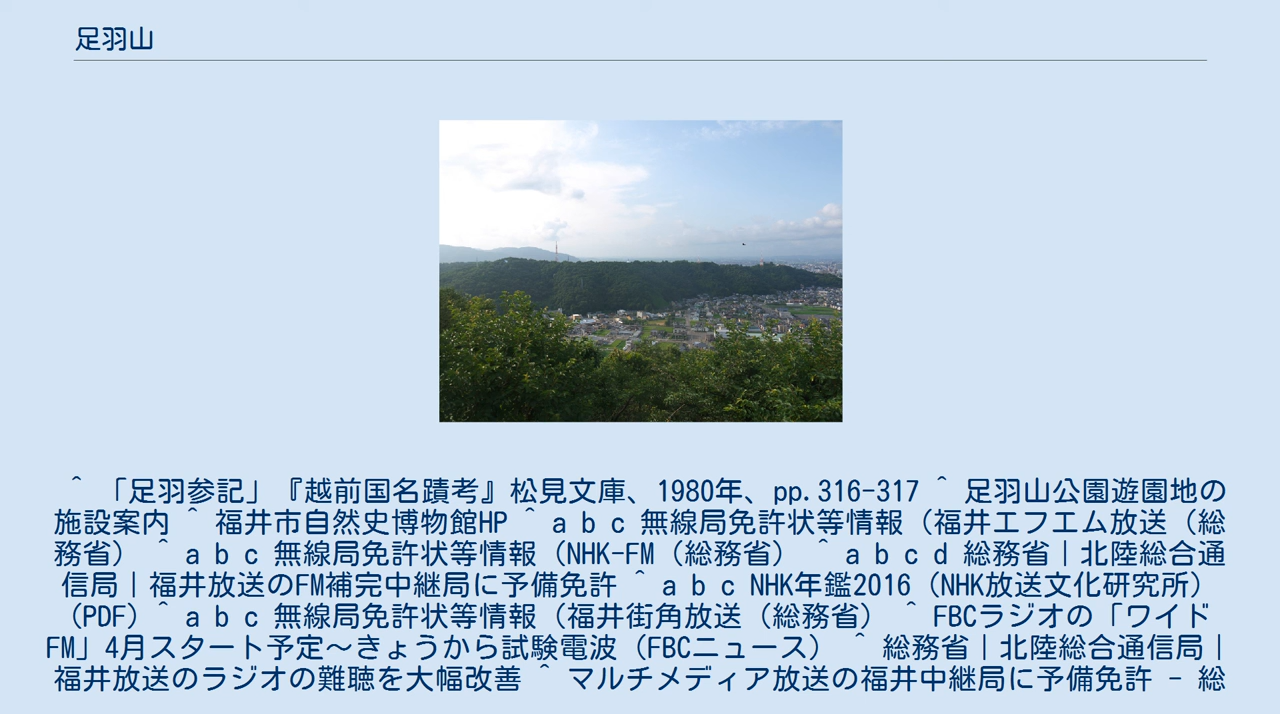 足羽山
^ 「足羽参記」『越前国名蹟考』松見文庫、1980年、pp.316-317 ^ 足羽山公園遊園地の
施設案内 ^ 福井市自然史博物館HP ^ a b c 無線局免許状等情報（福井エフエム放送（総
務省） ^ a b c 無線局免許状等情報（NHK-FM（総務省） ^ a b c d 総務省｜北陸総合通
信局｜福井放送のFM補完中継局に予備免許 ^ a b c NHK年鑑2016（NHK放送文化研究所）
（PDF）^ a b c 無線局免許状等情報（福井街角放送（総務省） ^ FBCラジオの「ワイド
FM」4月スタート予定～きょうから試験電波（FBCニュース） ^ 総務省｜北陸総合通信局｜
福井放送のラジオの難聴を大幅改善 ^ マルチメディア放送の福井中継局に予備免許 - 総